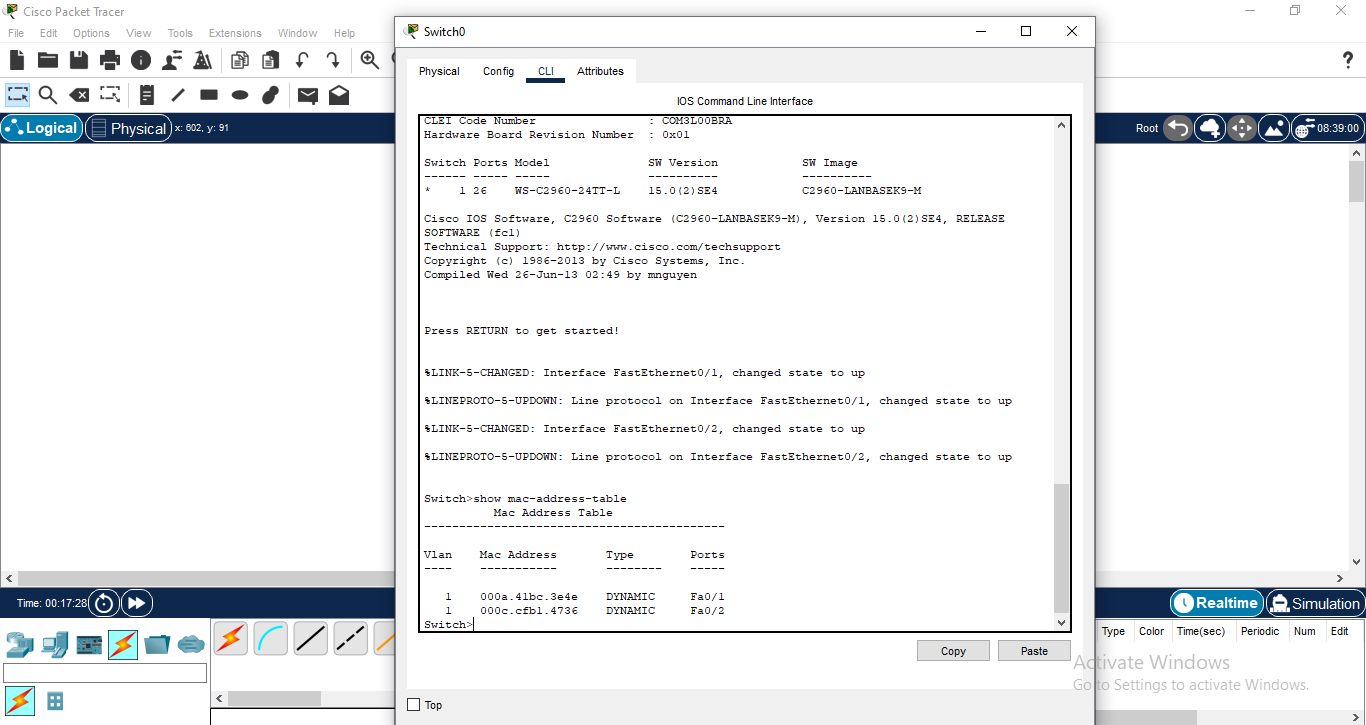 Cisco Packet Tracer
File Edit Options View Tools Extensions Window Help
Logical Physical x: 602, y: 91
Root 08:39:00
Switch0
Physical Config CLI Attributes
IOS Command Line Interface
CLEI Code Number : COM3L00BRA
Hardware Board Revision Number : 0x01
Switch Ports Model SW Version SW Image
------ ----- ----- ---------- ----------
* 1 26 WS-C2960-24TT-L 15.0(2)SE4 C2960-LANBASEK9-M
Cisco IOS Software, C2960 Software (C2960-LANBASEK9-M), Version 15.0(2)SE4, RELEASE
SOFTWARE (fc1)
Technical Support: http://www.cisco.com/techsupport
Copyright (c) 1986-2013 by Cisco Systems, Inc.
Compiled Wed 26-Jun-13 02:49 by mnguyen
Press RETURN to get started!
%LINK-5-CHANGED: Interface FastEthernet0/1, changed state to up
%LINEPROTO-5-UPDOWN: Line protocol on Interface FastEthernet0/1, changed state to up
%LINK-5-CHANGED: Interface FastEthernet0/2, changed state to up
%LINEPROTO-5-UPDOWN: Line protocol on Interface FastEthernet0/2, changed state to up
Switch>show mac-address-table
Mac Address Table
-------------------------------------------
Vlan Mac Address Type Ports
---- ----------- -------- -----
1 000a.41bc.3e4e DYNAMIC Fa0/1
1 000c.cfb1.4736 DYNAMIC Fa0/2
Switch>
Copy Paste
Top
Time: 00:17:28
Realtime Simulation
Type Color Time(sec) Periodic Num Edit
Activate Windows
Go to Settings to activate Windows.